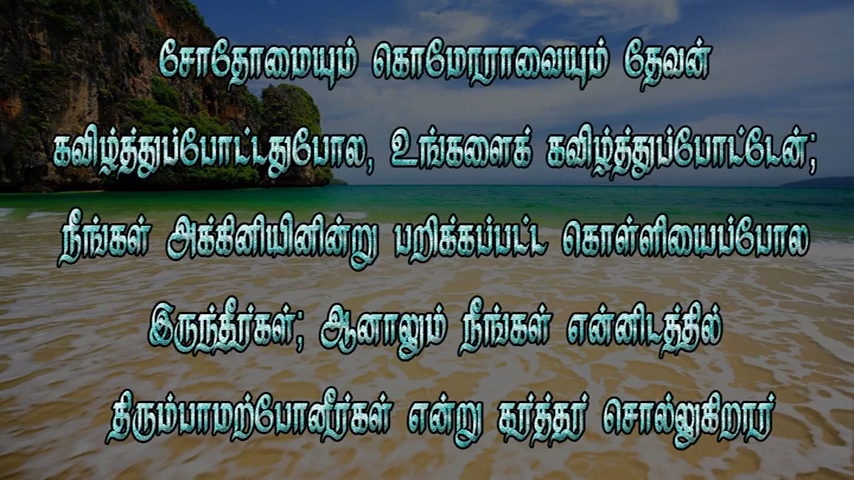 சோதோமையும் கொமோராவையும் தேவன்
கவிழ்த்துப்போட்டதுபோல, உங்களைக் கவிழ்த்துப்போட்டேன்;
நீங்கள் அக்கினியினின்று பறிக்கப்பட்ட கொள்ளியைப்போல
இருந்தீர்கள்; ஆனாலும் நீங்கள் என்னிடத்தில்
திரும்பாமற்போனீர்கள் என்று கர்த்தர் சொல்லுகிறார்